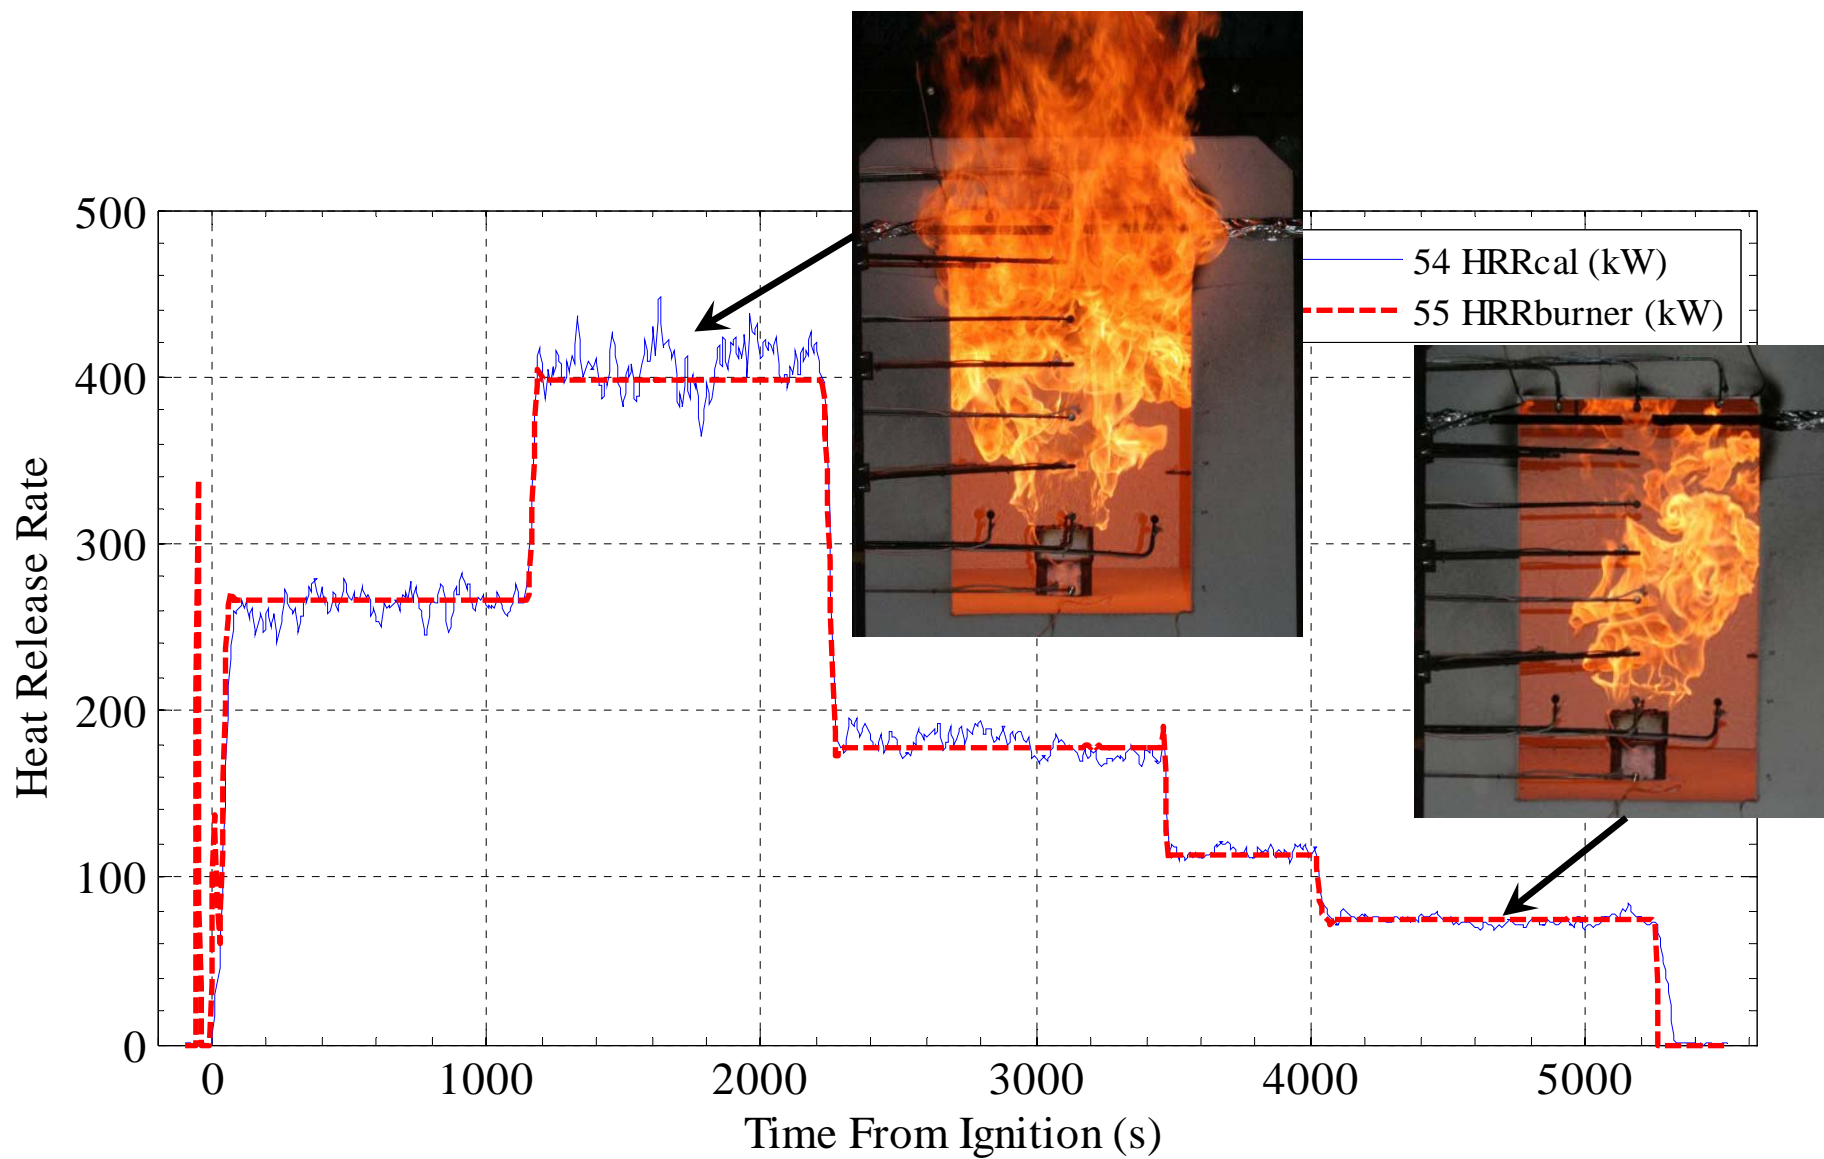 500
400
300
200
100
0
Heat Release Rate
54 HRRcal (kW)
55 HRRburner (kW)
0 1000 2000 3000 4000 5000
Time From Ignition (s)